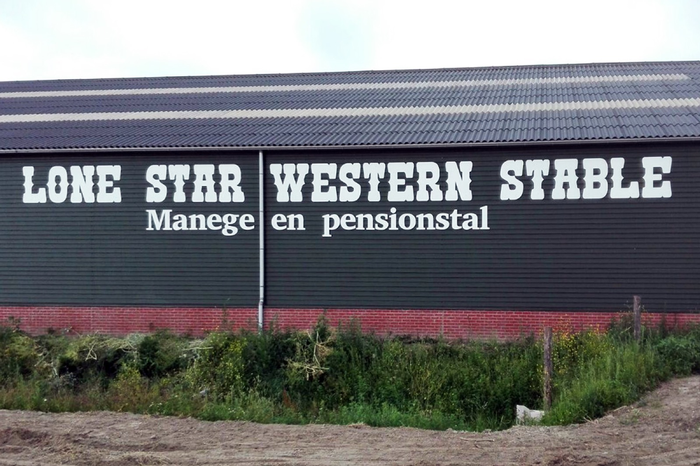 LONE STAR WESTERN STABLE
Manege en pensionstal